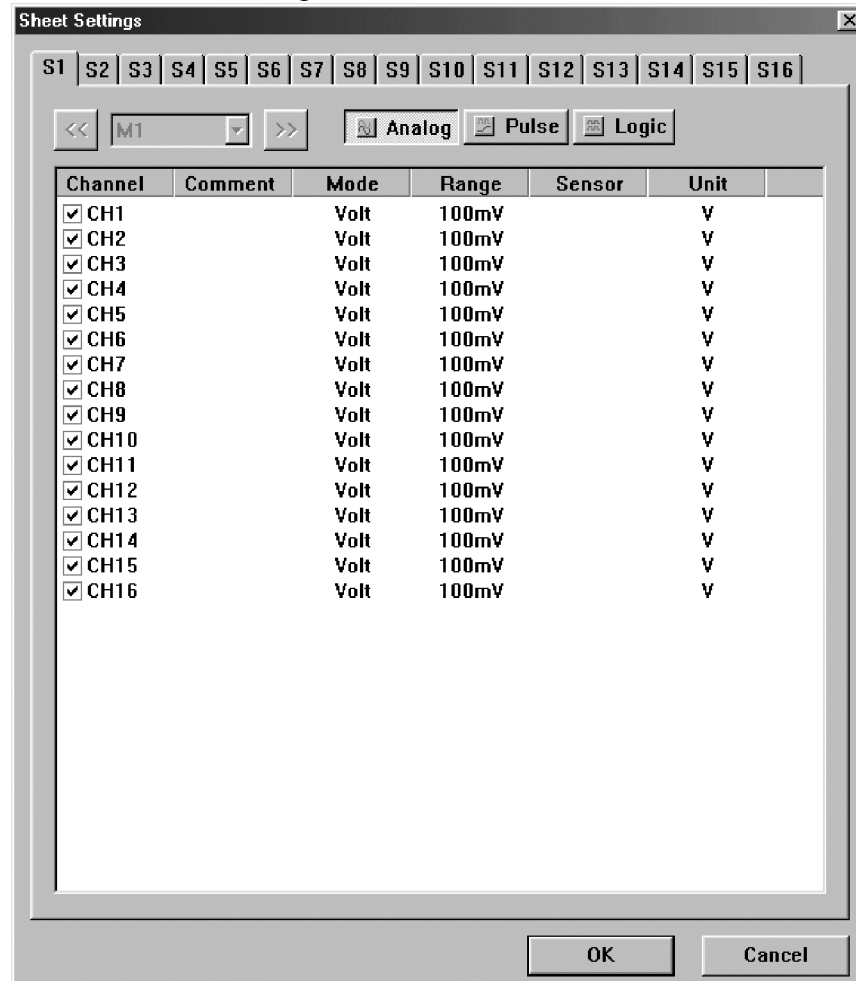 Sheet Settings
S1 S2 S3 S4 S5 S6 S7 S8 S9 S10 S11 S12 S13 S14 S15 S16
<< M1 >> Analog Pulse Logic
Channel Comment Mode Range Sensor Unit
CH1 Volt 100mV V
CH2 Volt 100mV V
CH3 Volt 100mV V
CH4 Volt 100mV V
CH5 Volt 100mV V
CH6 Volt 100mV V
CH7 Volt 100mV V
CH8 Volt 100mV V
CH9 Volt 100mV V
CH10 Volt 100mV V
CH11 Volt 100mV V
CH12 Volt 100mV V
CH13 Volt 100mV V
CH14 Volt 100mV V
CH15 Volt 100mV V
CH16 Volt 100mV V
OK Cancel